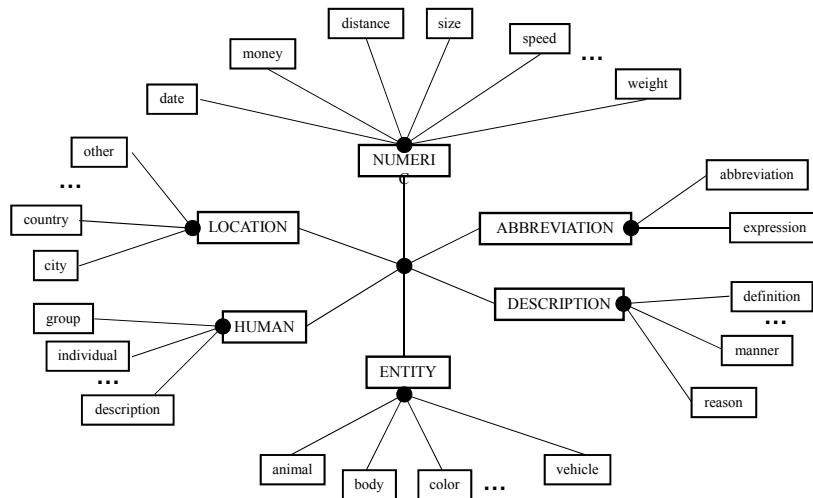 distance
size
speed
...
money
weight
date
NUMERI
C
other
...
country
city
LOCATION
abbreviation
ABBREVIATION
expression
group
individual
...
description
HUMAN
DESCRIPTION
definition
...
manner
reason
ENTITY
animal
body
color
...
vehicle